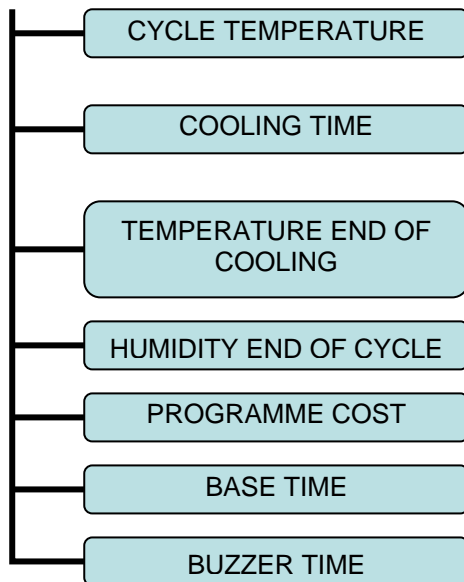 CYCLE TEMPERATURE
COOLING TIME
TEMPERATURE END OF
COOLING
HUMIDITY END OF CYCLE
PROGRAMME COST
BASE TIME
BUZZER TIME